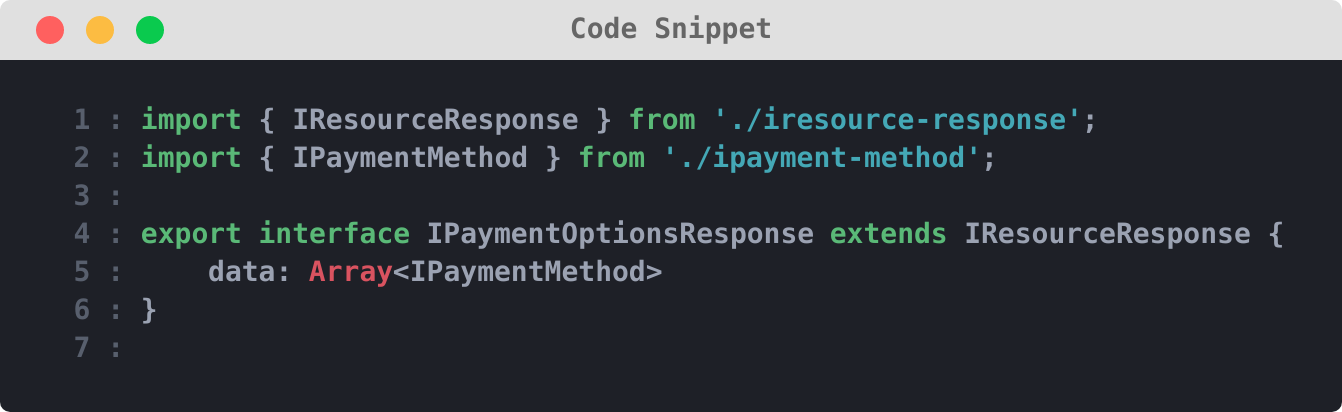 Code Snippet
1 : import { IResourceResponse } from './iresource-response';
2 : import { IPaymentMethod } from './ipayment-method';
3 :
4 : export interface IPaymentOptionsResponse extends IResourceResponse {
5 :     data: Array<IPaymentMethod>
6 : }
7 :